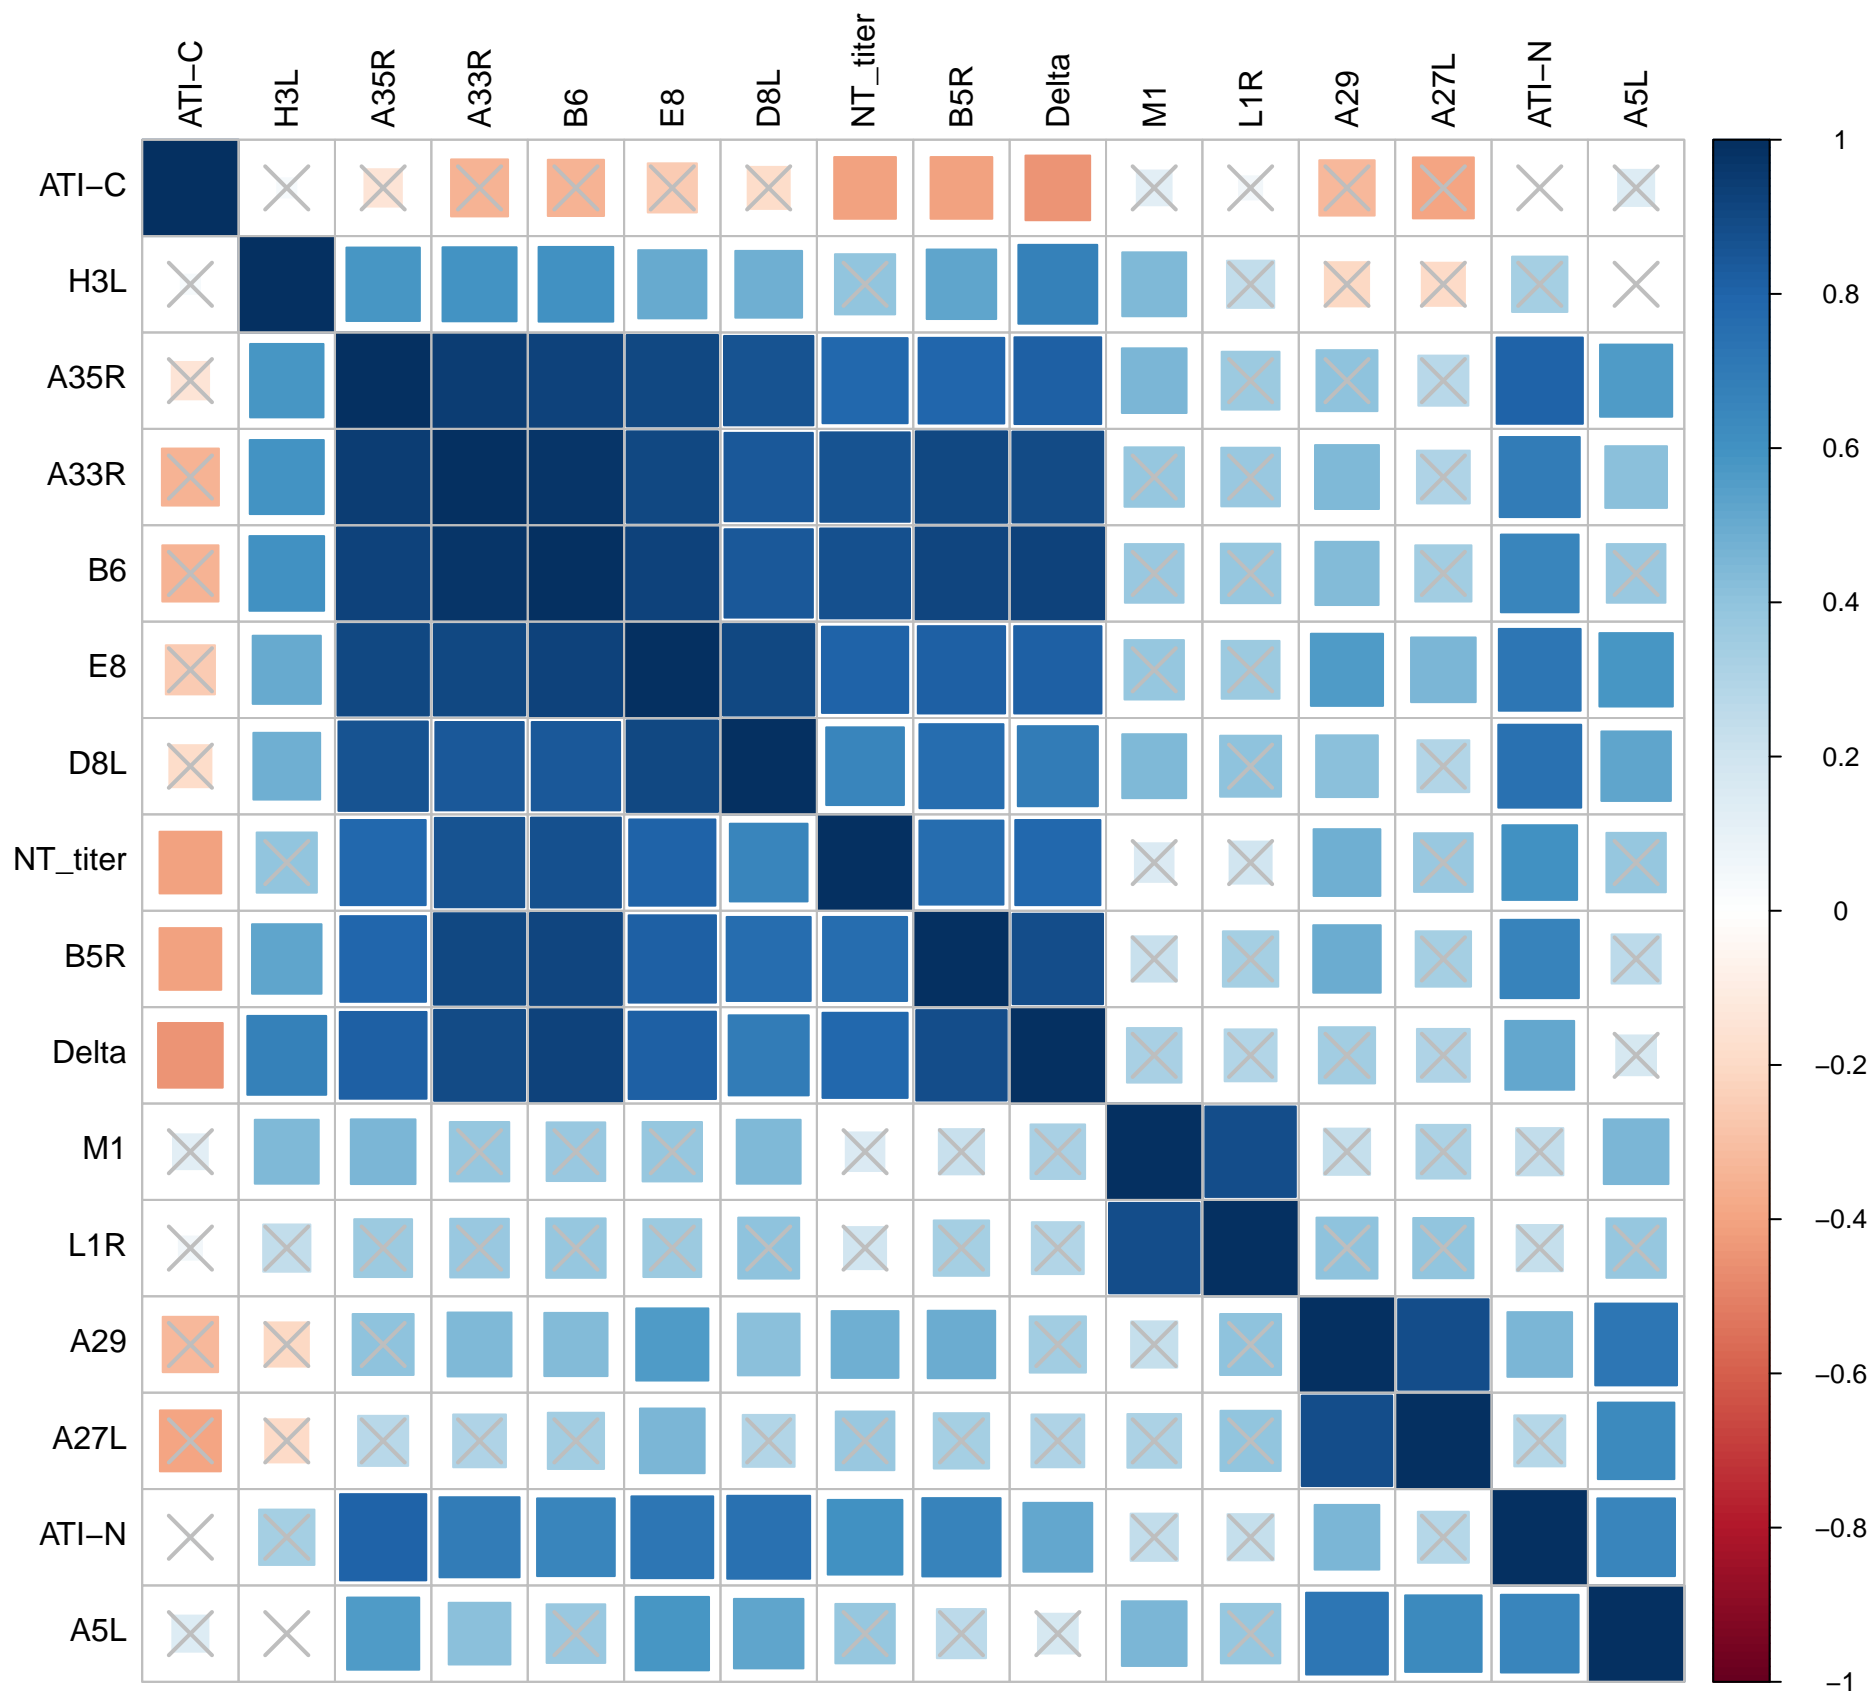 ATI−C
H3L
A35R
A33R
B6
E8
D8L
NT_titer
B5R
Delta
M1
L1R
A29
A27L
ATI−N
A5L
ATI−C
H3L
A35R
A33R
B6
E8
D8L
NT_titer
B5R
Delta
M1
L1R
A29
A27L
ATI−N
A5L
1
0.8
0.6
0.4
0.2
0
−0.2
−0.4
−0.6
−0.8
−1